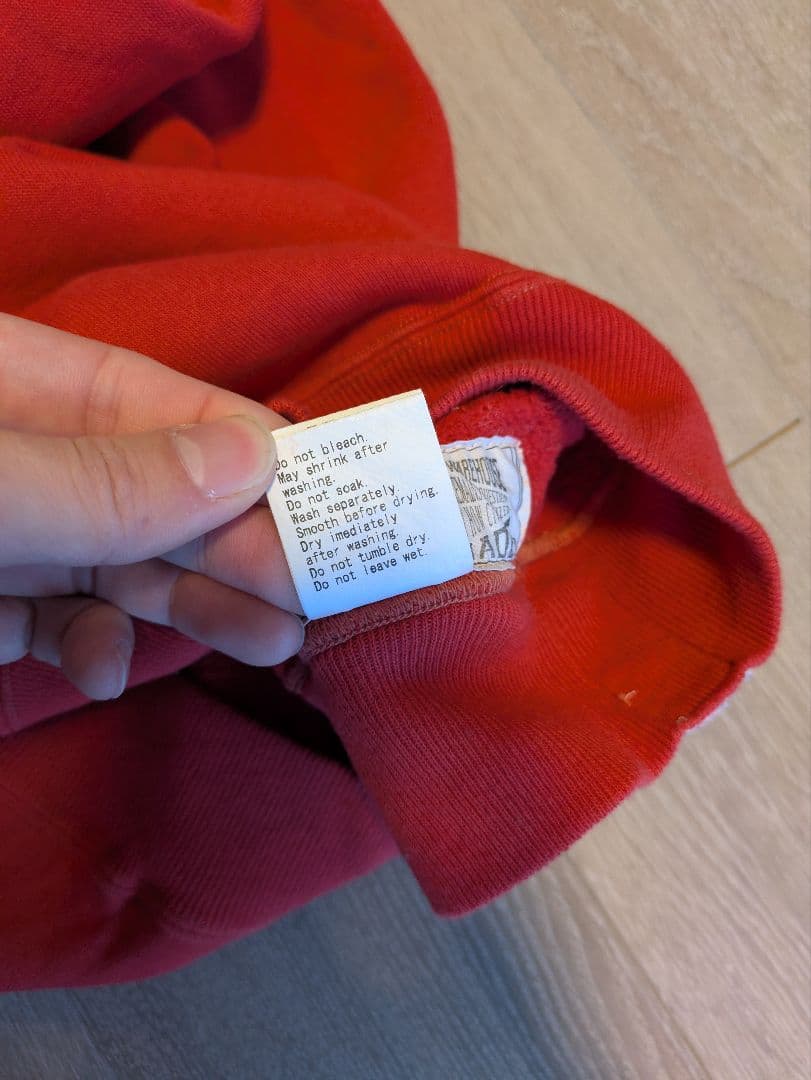 Do not bleach.
May shrink after
washing.
Do not soak.
Wash separately.
Smooth before drying.
Dry imediately
after washing.
Do not tumble dry.
Do not leave wet.